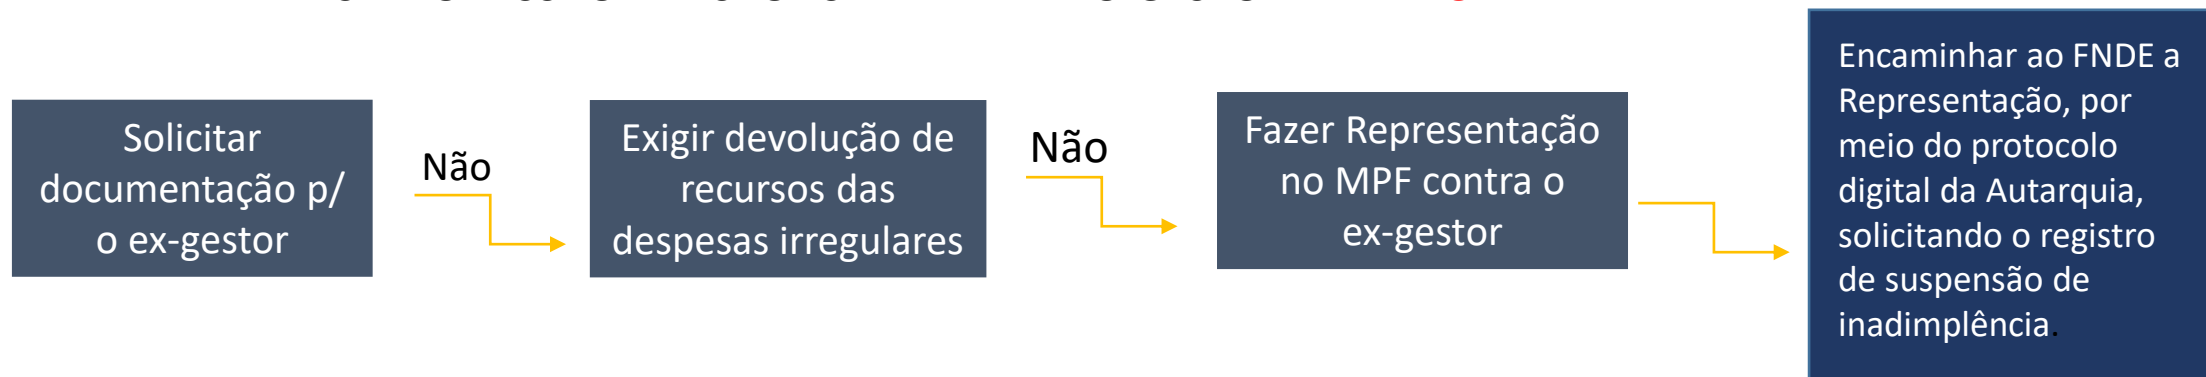 Solicitar
documentação p/
o ex-gestor
Não
Exigir devolução de
recursos das
despesas irregulares
Não
Fazer Representação
no MPF contra o
ex-gestor
Encaminhar ao FNDE a
Representação, por
meio do protocolo
digital da Autarquia,
solicitando o registro
de suspensão de
inadimplência.